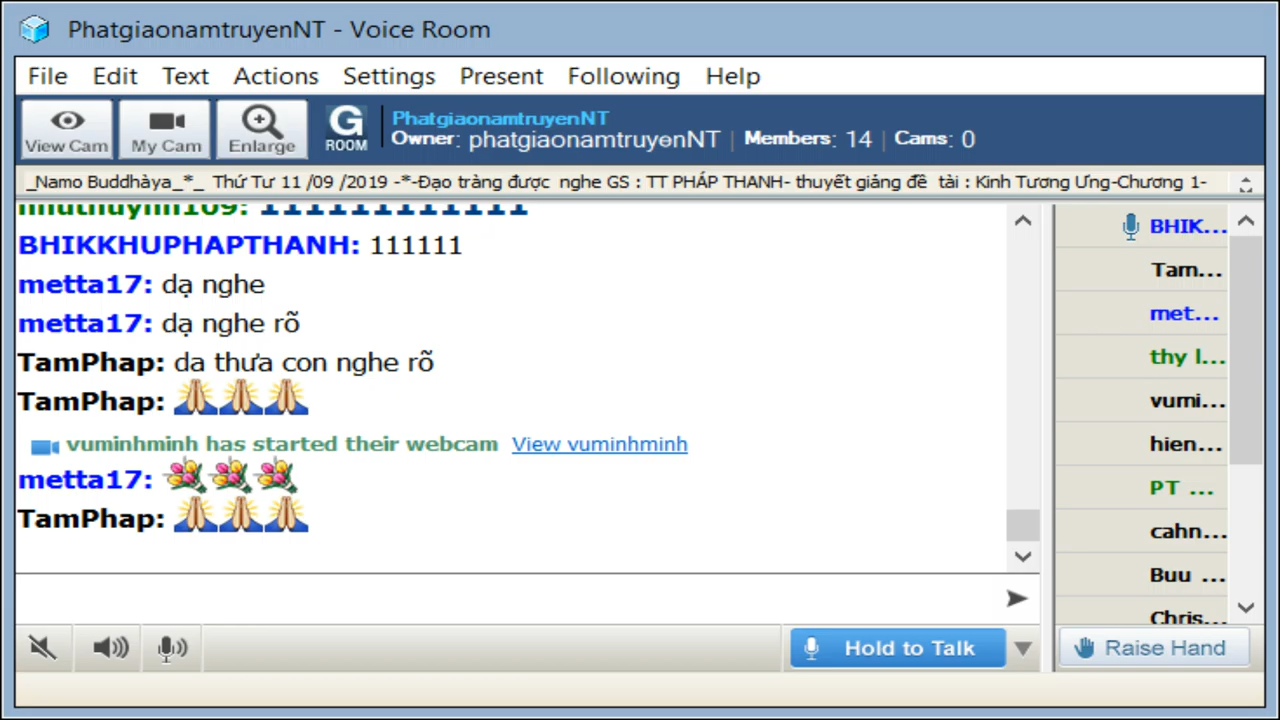 PhatgiaonamtruyenNT - Voice Room
File Edit Text Actions Settings Present Following Help
View Cam My Cam Enlarge G ROOM
PhatgiaonamtruyenNT
Owner: phatgiaonamtruyenNT | Members: 14 | Cams: 0
_Namo Buddhàya_*_ Thứ Tư 11 /09 /2019 -*-Đạo tràng được nghe GS : TT PHÁP THANH- thuyết giảng đề tài : Kinh Tương Ưng-Chương 1-
nhuthuynh109: 111111111111
BHIKKHUPHAPTHANH: 111111
metta17: dạ nghe
metta17: dạ nghe rõ
TamPhap: da thưa con nghe rõ
TamPhap:
vuminhminh has started their webcam View vuminhminh
metta17:
TamPhap:
BHIK...
Tam...
met...
thy l...
vumi...
hien...
PT ...
cahn...
Buu ...
Chris...
Hold to Talk
Raise Hand